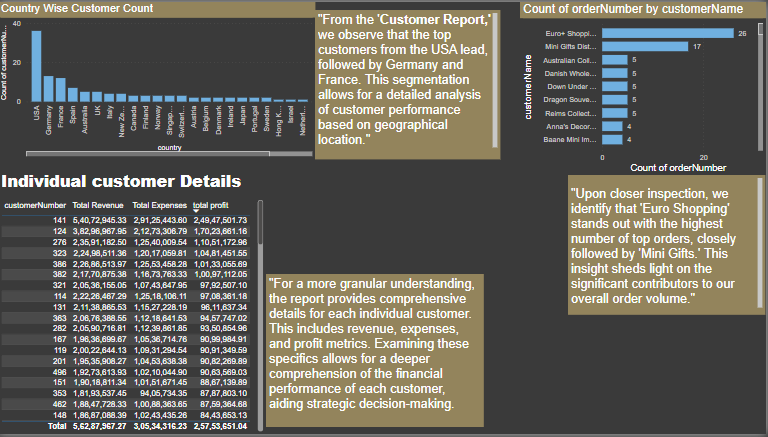 Country Wise Customer Count
Count of customerNu...
40
20
0
USA
Germany
France
Spain
Australia
UK
Italy
New Ze...
Canada
Finland
Norway
Singap...
Switzerl...
Austria
Belgium
Denmark
Ireland
Japan
Portugal
Sweden
Hong K...
Israel
Netherl...
country
"From the 'Customer Report,'
we observe that the top
customers from the USA lead,
followed by Germany and
France. This segmentation
allows for a detailed analysis
of customer performance
based on geographical
location."
Count of orderNumber by customerName
customerName
Euro+ Shoppi... 26
Mini Gifts Dist... 17
Australian Coll... 5
Danish Whole... 5
Down Under ... 5
Dragon Souve... 5
Reims Collect... 5
Anna's Decor... 4
Baane Mini Im... 4
0 20
Count of orderNumber
Individual customer Details
customerNumber Total Revenue Total Expenses total profit
141 5,40,72,945.33 2,91,25,443.60 2,49,47,501.73
124 3,82,96,967.95 2,12,73,306.79 1,70,23,661.16
276 2,35,91,182.50 1,25,40,009.54 1,10,51,172.96
323 2,24,98,511.36 1,20,17,059.81 1,04,81,451.55
386 2,26,86,513.97 1,25,53,458.28 1,01,33,055.69
382 2,17,70,875.38 1,16,73,763.33 1,00,97,112.05
321 2,05,36,155.05 1,07,43,647.95 97,92,507.10
114 2,22,26,467.29 1,25,18,106.11 97,08,361.18
131 2,11,38,865.53 1,15,27,228.19 96,11,637.34
363 2,06,76,388.55 1,12,18,641.53 94,57,747.02
282 2,05,90,716.81 1,12,39,861.85 93,50,854.96
167 1,96,36,699.67 1,05,36,714.76 90,99,984.91
119 2,00,22,644.13 1,09,31,294.54 90,91,349.59
201 1,95,35,908.27 1,04,53,638.38 90,82,269.89
496 1,92,73,613.93 1,02,10,044.90 90,63,569.03
151 1,90,18,811.34 1,01,51,671.45 88,67,139.89
353 1,81,93,537.45 94,05,734.35 87,87,803.10
462 1,88,47,728.33 1,00,88,363.65 87,59,364.68
148 1,86,87,088.39 1,02,43,435.26 84,43,653.13
Total 5,62,87,967.27 3,05,34,316.23 2,57,53,651.04
"For a more granular understanding,
the report provides comprehensive
details for each individual customer.
This includes revenue, expenses,
and profit metrics. Examining these
specifics allows for a deeper
comprehension of the financial
performance of each customer,
aiding strategic decision-making.
"Upon closer inspection, we
identify that 'Euro Shopping'
stands out with the highest
number of top orders, closely
followed by 'Mini Gifts.' This
insight sheds light on the
significant contributors to our
overall order volume."